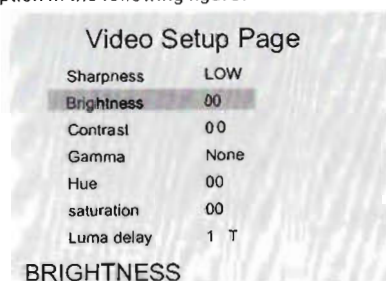 Video Setup Page
Sharpness LOW
Brightness 00
Contrast 00
Gamma None
Hue 00
saturation 00
Luma delay 1 T
BRIGHTNESS